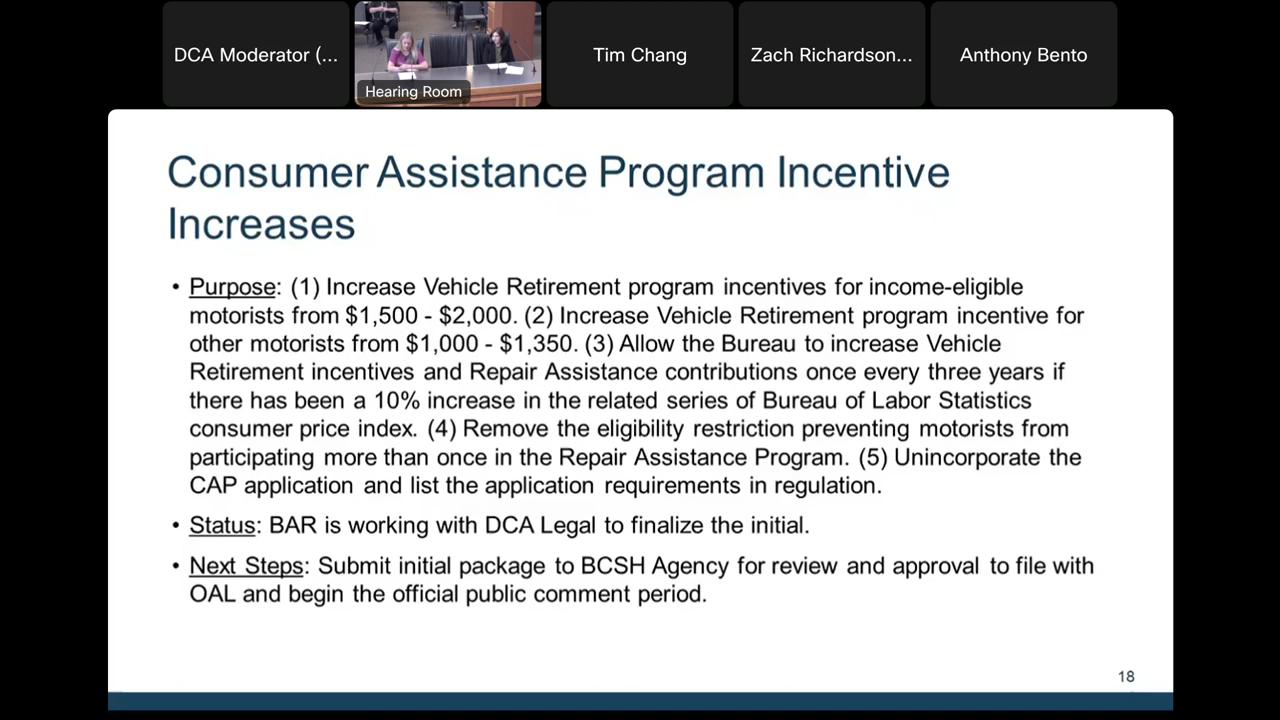 DCA Moderator (...
Hearing Room
Tim Chang
Zach Richardson...
Anthony Bento
Consumer Assistance Program Incentive
Increases
• Purpose: (1) Increase Vehicle Retirement program incentives for income-eligible
motorists from $1,500 - $2,000. (2) Increase Vehicle Retirement program incentive for
other motorists from $1,000 - $1,350. (3) Allow the Bureau to increase Vehicle
Retirement incentives and Repair Assistance contributions once every three years if
there has been a 10% increase in the related series of Bureau of Labor Statistics
consumer price index. (4) Remove the eligibility restriction preventing motorists from
participating more than once in the Repair Assistance Program. (5) Unincorporate the
CAP application and list the application requirements in regulation.
• Status: BAR is working with DCA Legal to finalize the initial.
• Next Steps: Submit initial package to BCSH Agency for review and approval to file with
OAL and begin the official public comment period.
18